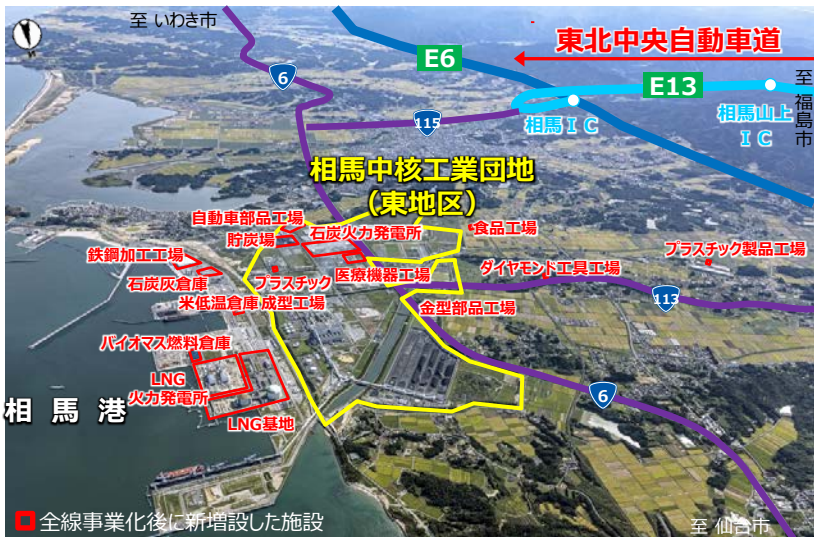 至 いわき市
東北中央自動車道
E6
6
E13
至 福島市
115
相馬ＩＣ
相馬山上
ＩＣ
相馬中核工業団地
（東地区）
自動車部品工場
貯炭場
石炭火力発電所
食品工場
鉄鋼加工工場
石炭灰倉庫
プラスチック
成型工場
医療機器工場
ダイヤモンド工具工場
プラスチック製品工場
米低温倉庫
金型部品工場
113
バイオマス燃料倉庫
LNG
火力発電所
LNG基地
相馬港
6
全線事業化後に新増設した施設
至 仙台市